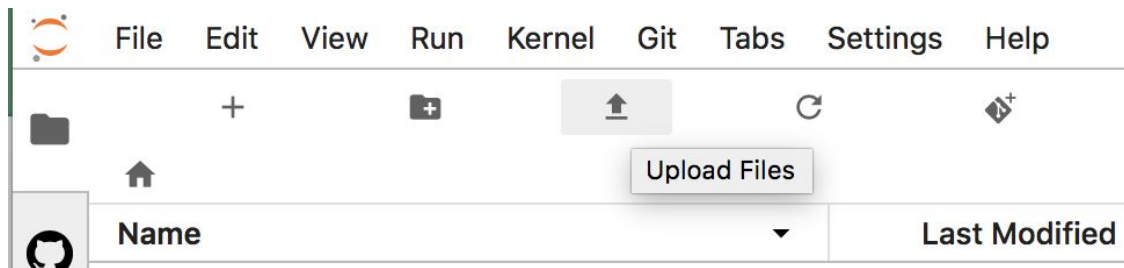 File Edit View Run Kernel Git Tabs Settings Help
Upload Files
Name Last Modified